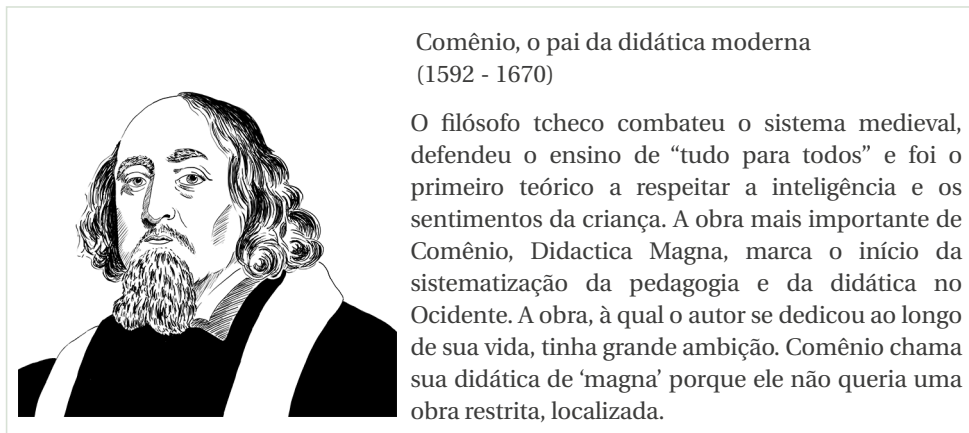 Comênio, o pai da didática moderna
(1592 - 1670)
O filósofo tcheco combateu o sistema medieval,
defendeu o ensino de “tudo para todos” e foi o
primeiro teórico a respeitar a inteligência e os
sentimentos da criança. A obra mais importante de
Comênio, Didactica Magna, marca o início da
sistematização da pedagogia e da didática no
Ocidente. A obra, à qual o autor se dedicou ao longo
de sua vida, tinha grande ambição. Comênio chama
sua didática de ‘magna’ porque ele não queria uma
obra restrita, localizada.